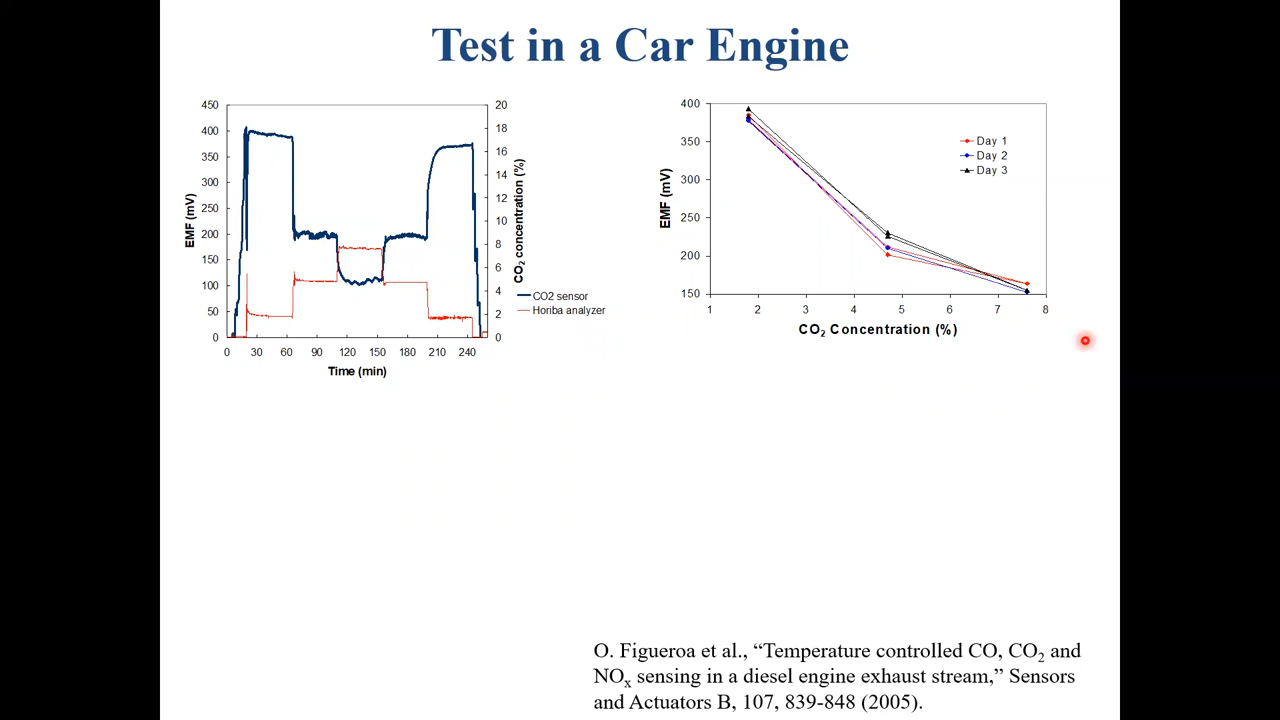 Test in a Car Engine
450
400
350
300
250
200
150
100
50
0
EMF (mV)
0 30 60 90 120 150 180 210 240
Time (min)
20
18
16
14
12
10
8
6
4
2
0
CO₂ concentration (%)
CO2 sensor
Horiba analyzer
400
350
300
250
200
150
EMF (mV)
1 2 3 4 5 6 7 8
CO₂ Concentration (%)
Day 1
Day 2
Day 3
O. Figueroa et al., “Temperature controlled CO, CO₂ and
NOₓ sensing in a diesel engine exhaust stream,” Sensors
and Actuators B, 107, 839-848 (2005).